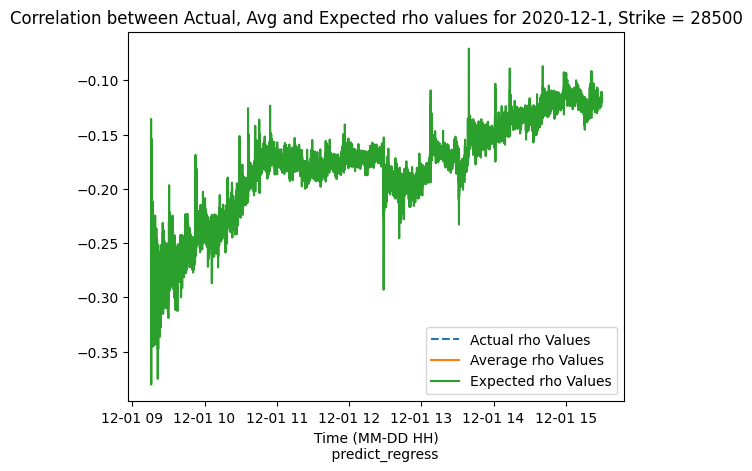 Correlation between Actual, Avg and Expected rho values for 2020-12-1, Strike = 28500
−0.10
−0.15
−0.20
−0.25
−0.30
−0.35
Actual rho Values
Average rho Values
Expected rho Values
12-01 09 12-01 10 12-01 11 12-01 12 12-01 13 12-01 14 12-01 15
Time (MM-DD HH)
predict_regress